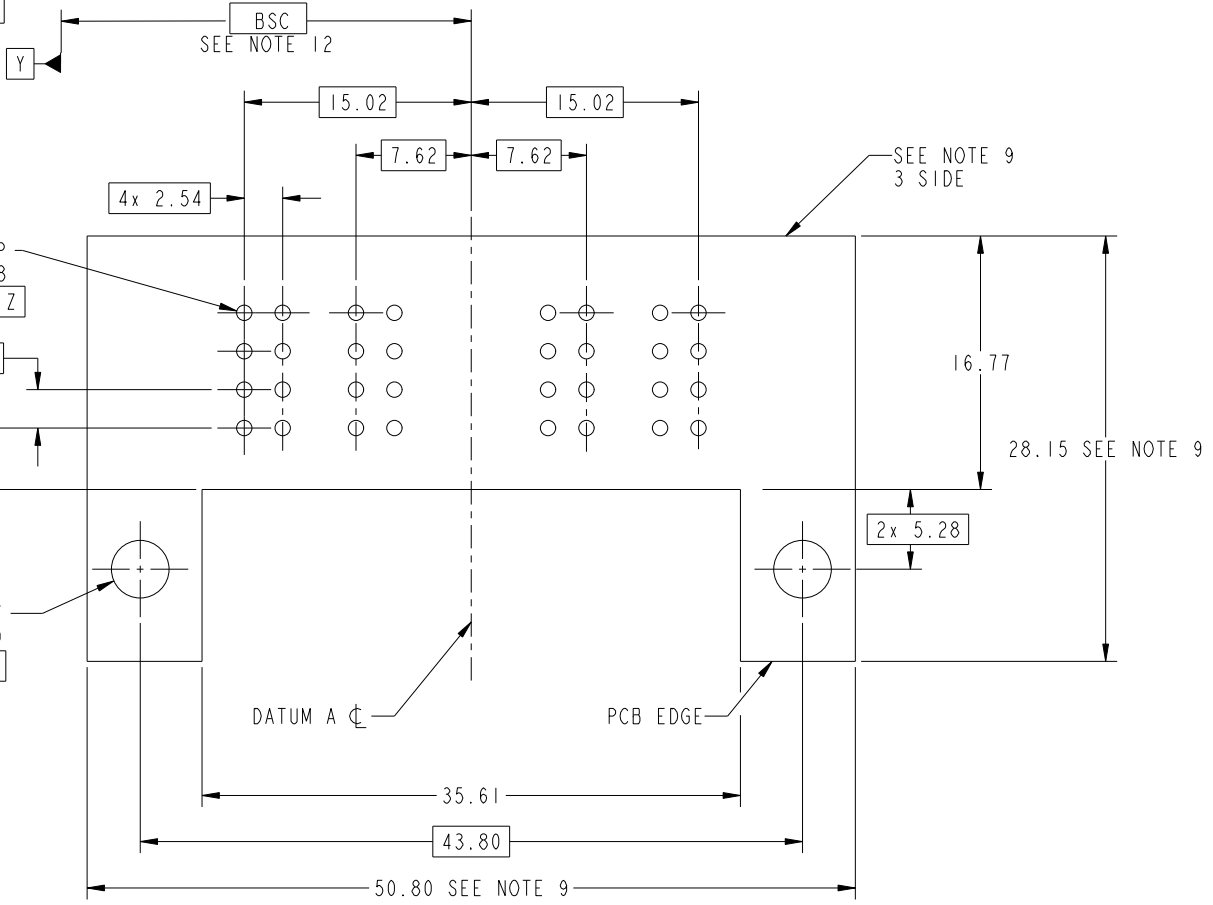 BSC
SEE NOTE 12
Y
15.02
15.02
7.62
7.62
SEE NOTE 9
3 SIDE
4x 2.54
Z
16.77
28.15 SEE NOTE 9
2x 5.28
DATUM A ℄
PCB EDGE
35.61
43.80
50.80 SEE NOTE 9